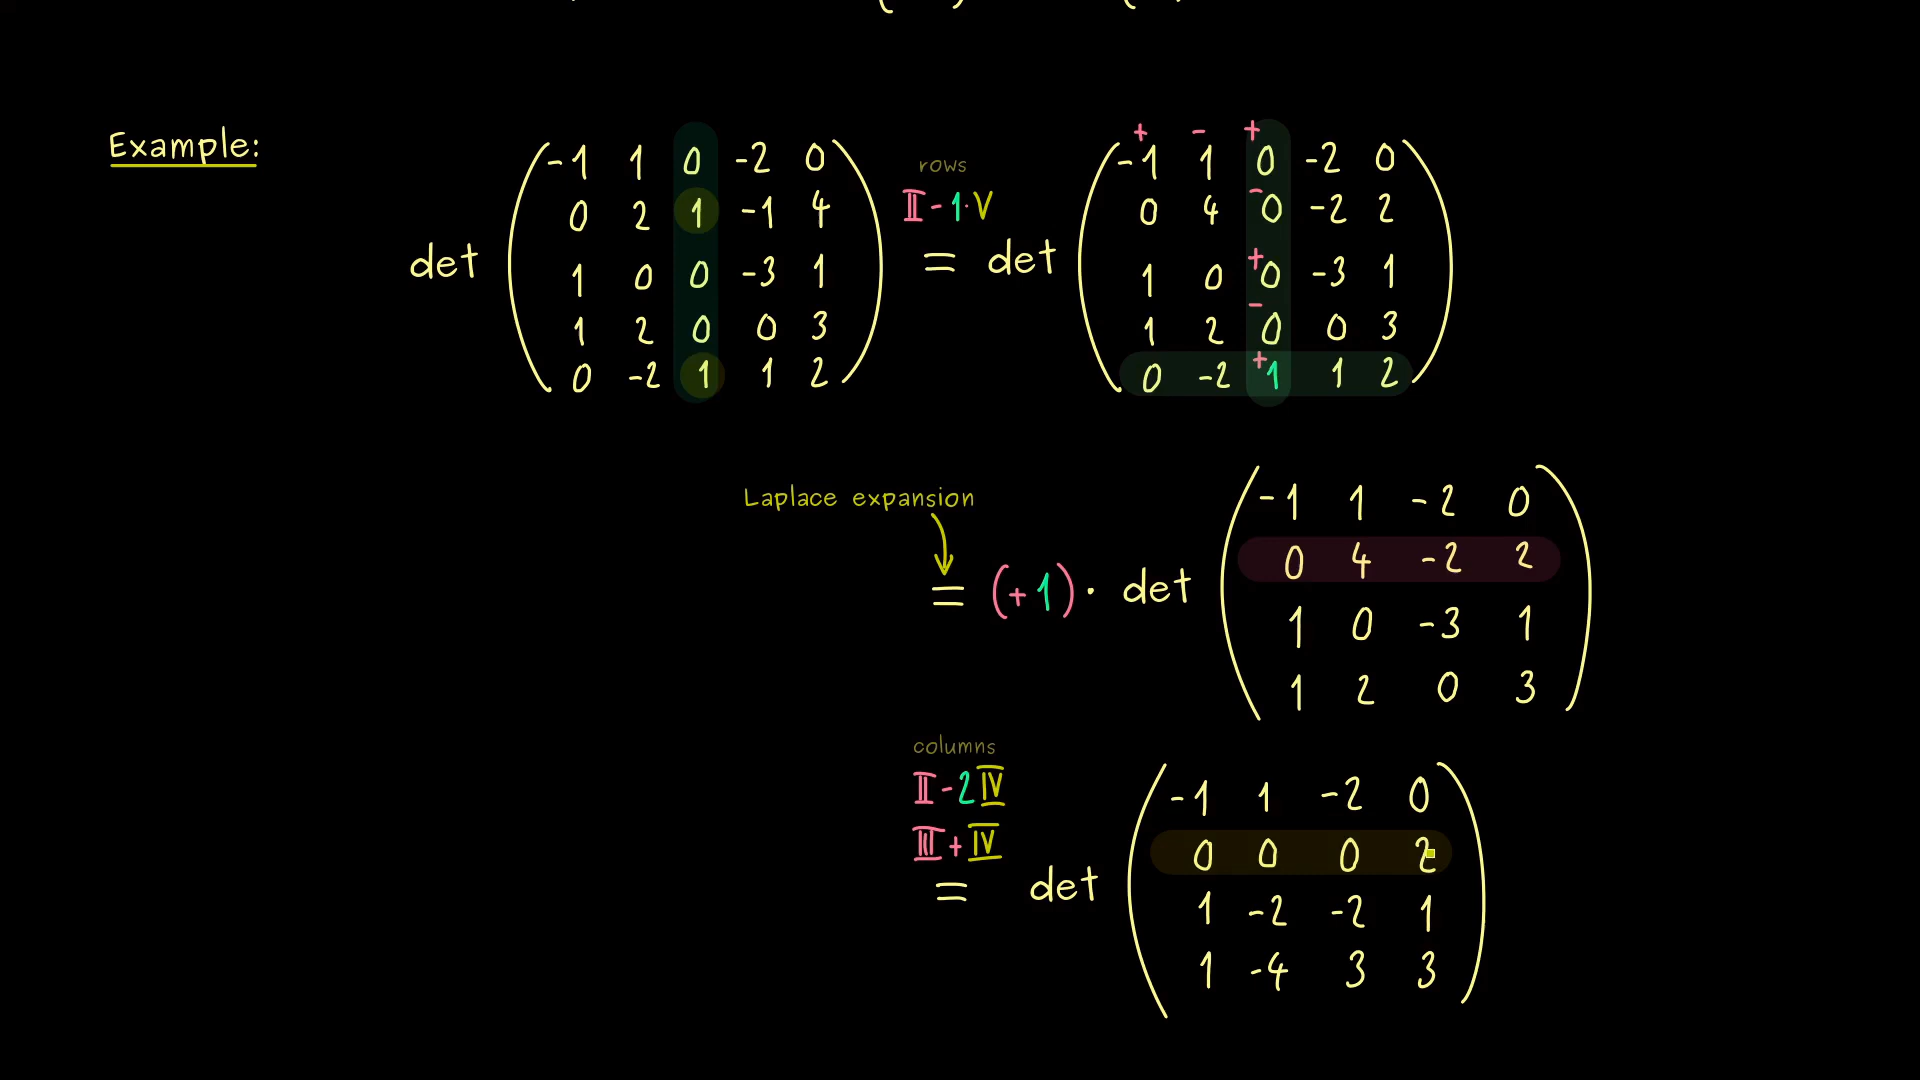 Example:
det ( -1 1 0 -2 0 rows det ( + - + -1 1 0 -2 0
0 2 1 -1 4 II - 1·V 0 4 - 0 -2 2
1 0 0 -3 1 = 1 0 + 0 -3 1
1 2 0 0 3 1 2 - 0 0 3
0 -2 1 1 2 ) 0 -2 + 1 1 2 )
Laplace expansion
= (+1) · det ( -1 1 -2 0
0 4 -2 2
1 0 -3 1
1 2 0 3 )
columns
II - 2 IV
III + IV
= det ( -1 1 -2 0
0 0 0 2
1 -2 -2 1
1 -4 3 3 )